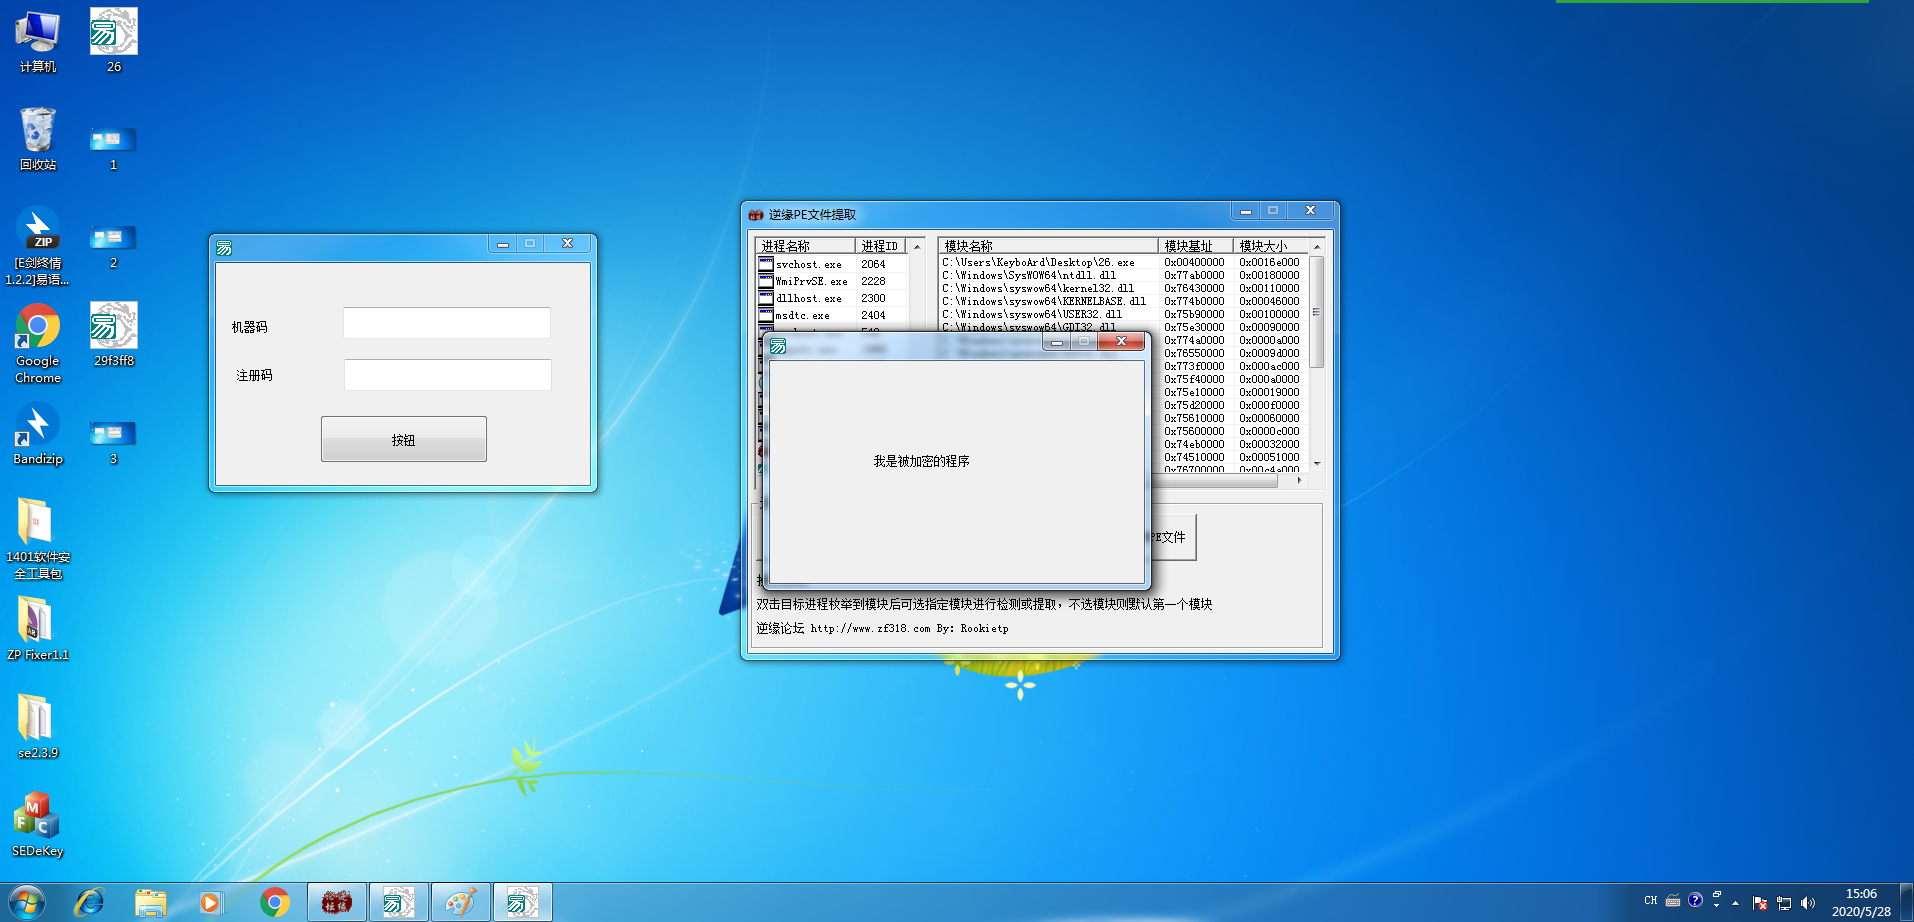 计算机
26
回收站
1
ZIP
[E剑终情
1.2.2]易语...
2
Google
Chrome
29f3ff8
Bandizip
3
1401软件安
全工具包
ZP Fixer1.1
se2.3.9
SEDeKey
机器码
注册码
按钮
逆缘PE文件提取
进程名称 进程ID
svchost.exe 2064
WmiPrvSE.exe 2228
dllhost.exe 2300
msdtc.exe 2404
模块名称 模块基址 模块大小
C:\Users\KeyboArd\Desktop\26.exe 0x00400000 0x0016e000
C:\Windows\SysWOW64\ntdll.dll 0x77ab0000 0x00180000
C:\Windows\syswow64\kernel32.dll 0x76430000 0x00110000
C:\Windows\syswow64\KERNELBASE.dll 0x774b0000 0x00046000
C:\Windows\syswow64\USER32.dll 0x75b90000 0x00100000
C:\Windows\syswow64\GDI32.dll 0x75e30000 0x00090000
0x774a0000 0x0000a000
0x76550000 0x0009d000
0x773f0000 0x000ac000
0x75f40000 0x000a0000
0x75e10000 0x00019000
0x75d20000 0x000f0000
0x75610000 0x00060000
0x75600000 0x0000c000
0x74eb0000 0x00032000
0x74510000 0x00051000
0x76700000 0x00c4a000
我是被加密的程序
PE文件
双击目标进程枚举到模块后可选指定模块进行检测或提取，不选模块则默认第一个模块
逆缘论坛 http://www.zf318.com By: Rookietp
CH
15:06
2020/5/28